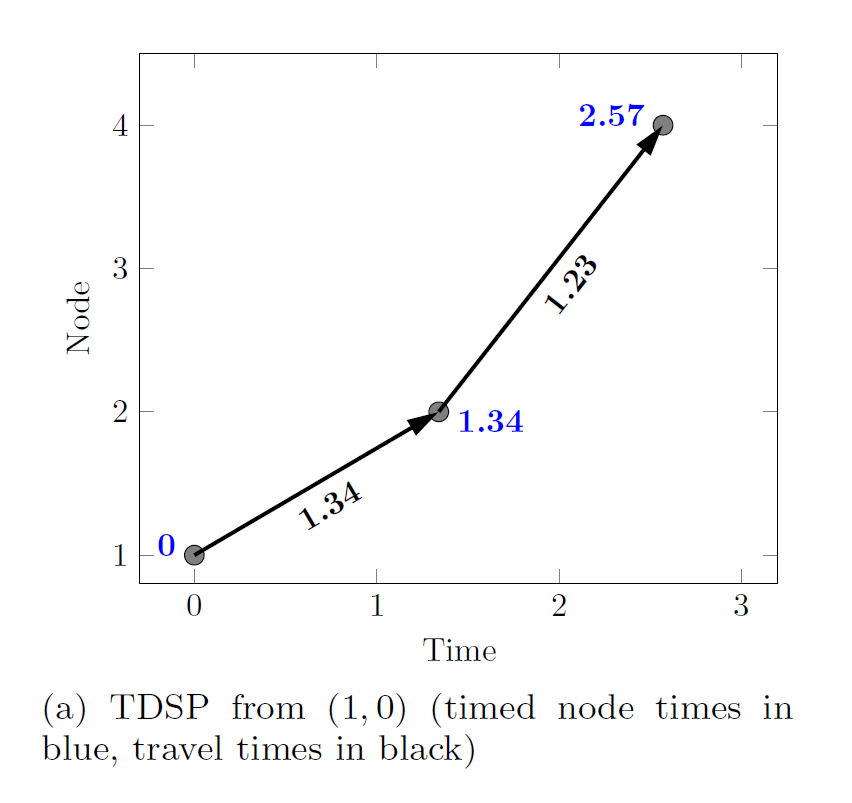 2.57
4
3
1.23
Node
2
1.34
1.34
0
1
0 1 2 3
Time
(a) TDSP from (1, 0) (timed node times in
blue, travel times in black)